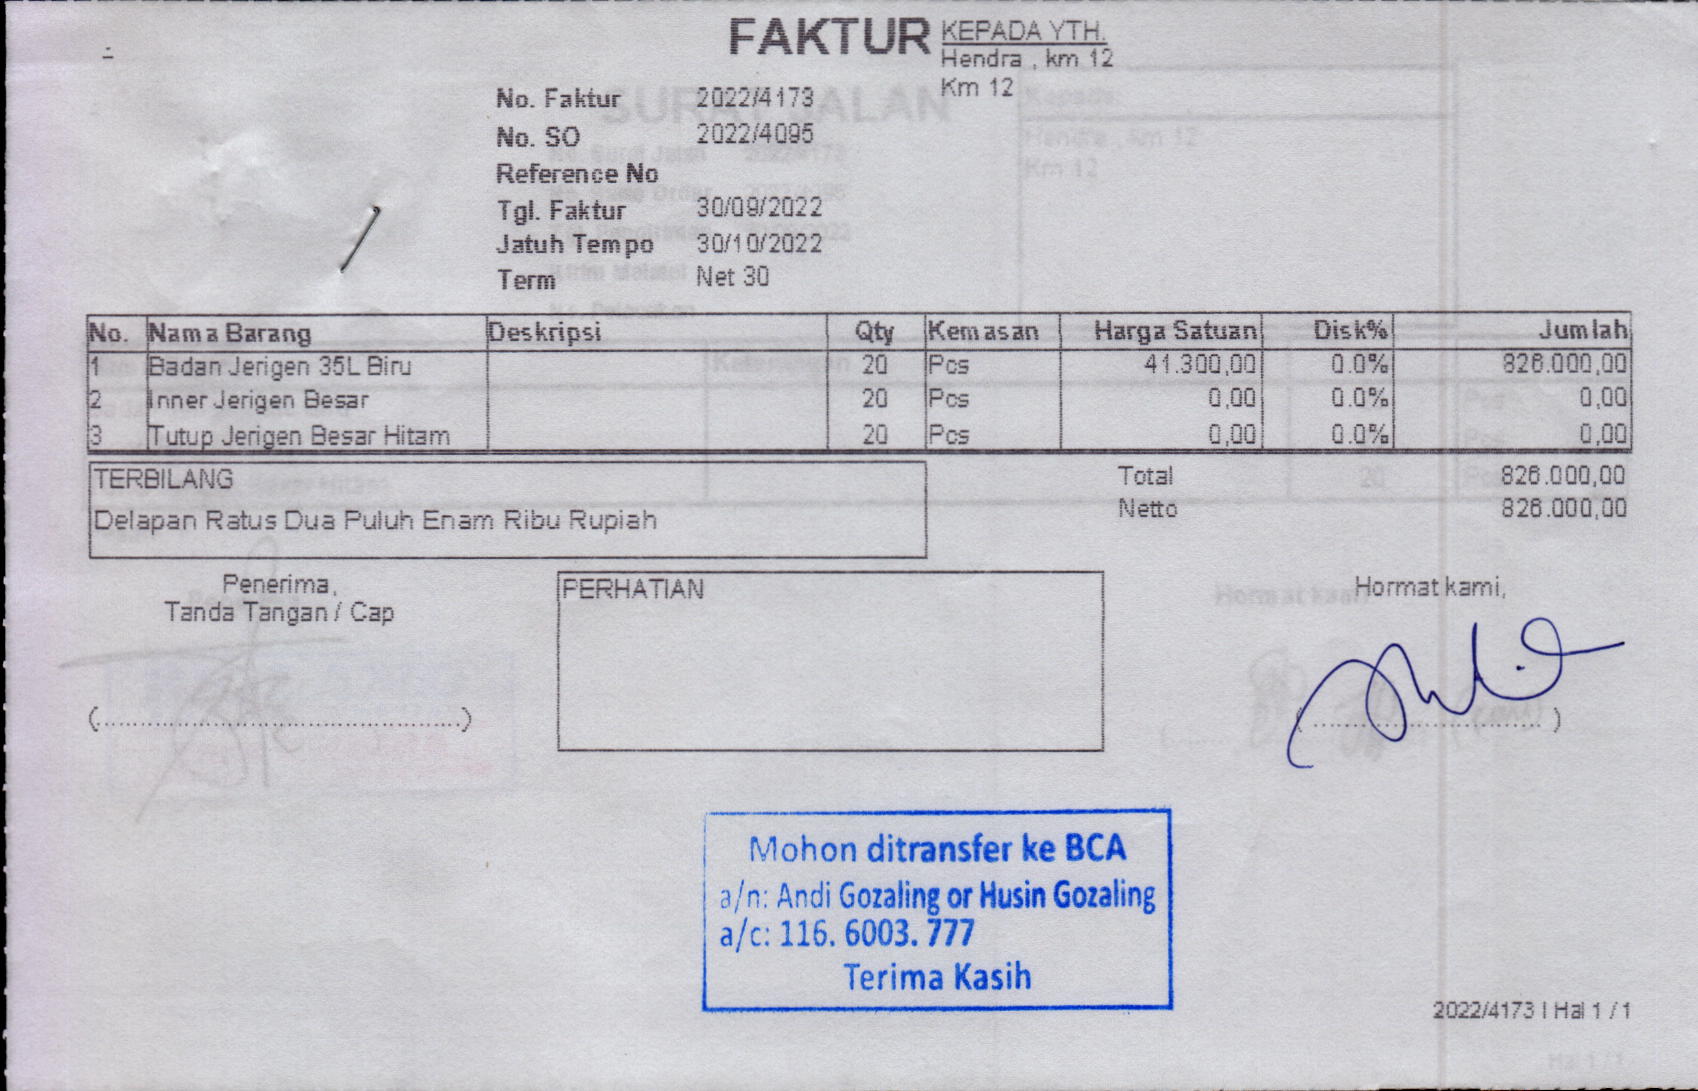 FAKTUR
KEPADA YTH.
Hendra , km 12
Km 12
No. Faktur 2022/4173
No. SO 2022/4095
Reference No
Tgl. Faktur 30/09/2022
Jatuh Tempo 30/10/2022
Term Net 30
No. Nama Barang Deskripsi Qty Kemasan Harga Satuan Disk% Jumlah
1 Badan Jerigen 35L Biru 20 Pcs 41.300,00 0.0% 826.000,00
2 Inner Jerigen Besar 20 Pcs 0,00 0.0% 0,00
3 Tutup Jerigen Besar Hitam 20 Pcs 0,00 0.0% 0,00
TERBILANG
Delapan Ratus Dua Puluh Enam Ribu Rupiah
Total 826.000,00
Netto 826.000,00
Penerima,
Tanda Tangan / Cap
PERHATIAN
Hormat kami,
Mohon ditransfer ke BCA
a/n: Andi Gozaling or Husin Gozaling
a/c: 116. 6003. 777
Terima Kasih
2022/4173 | Hal 1 / 1